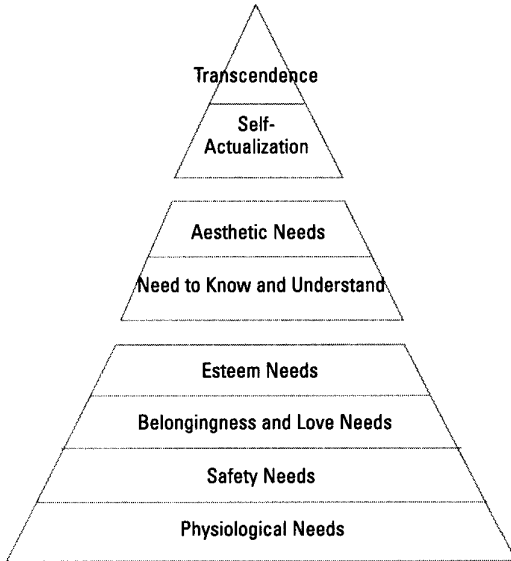 Transcendence
Self-
Actualization
Aesthetic Needs
Need to Know and Understand
Esteem Needs
Belongingness and Love Needs
Safety Needs
Physiological Needs